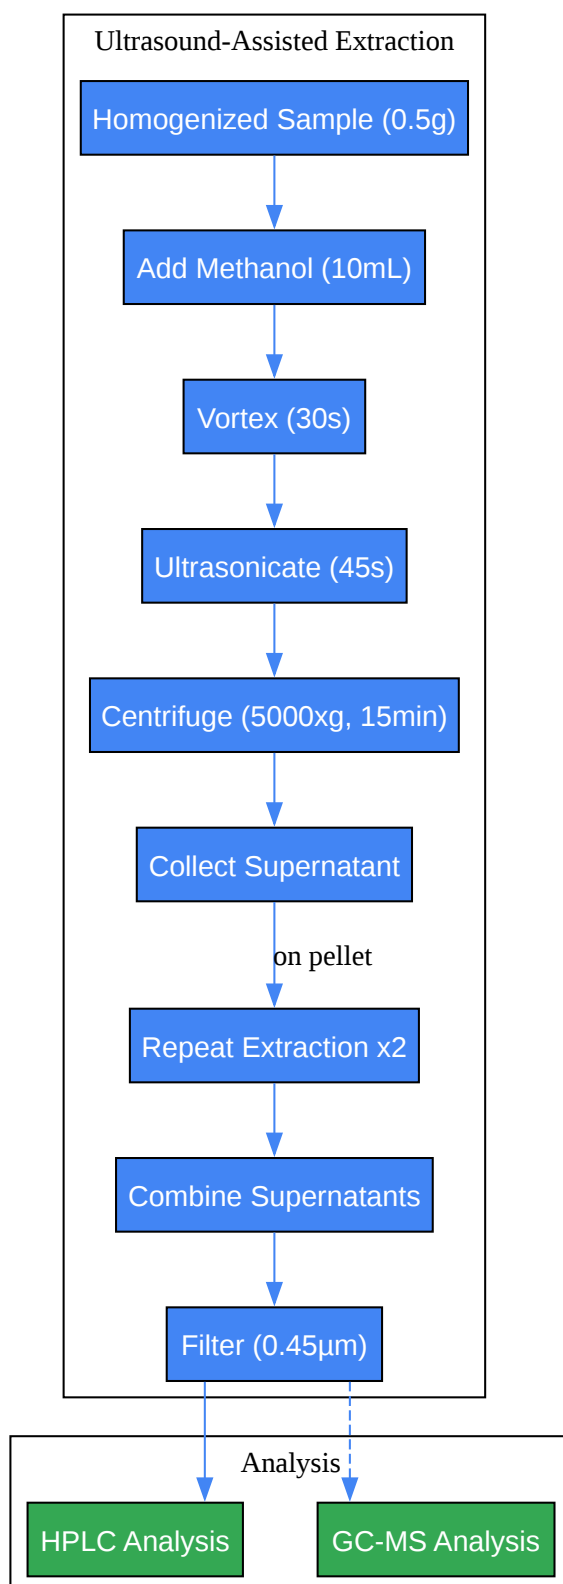 Ultrasound-Assisted Extraction
Homogenized Sample (0.5g)
Add Methanol (10mL)
Vortex (30s)
Ultrasonicate (45s)
Centrifuge (5000xg, 15min)
Collect Supernatant
on pellet
Repeat Extraction x2
Combine Supernatants
Filter (0.45µm)
Analysis
HPLC Analysis
GC-MS Analysis